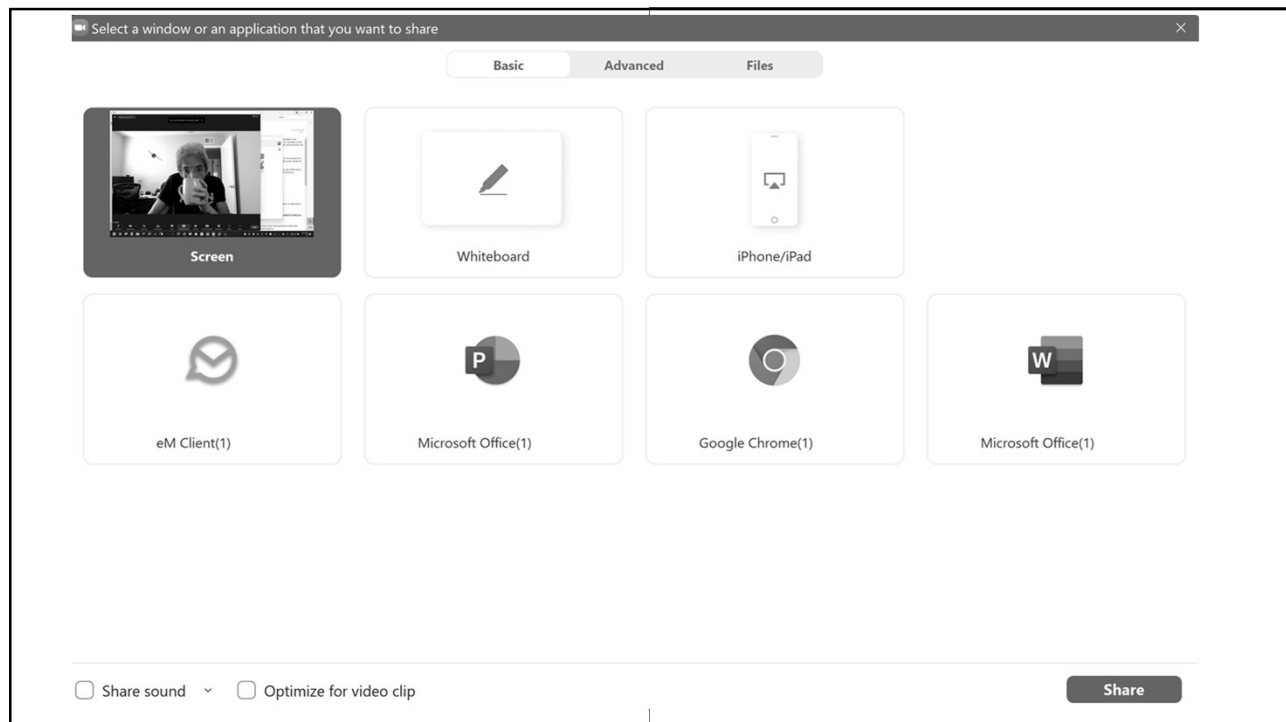 Select a window or an application that you want to share
Basic Advanced Files
Screen Whiteboard iPhone/iPad
P W
eM Client(1) Microsoft Office(1) Google Chrome(1) Microsoft Office(1)
Share sound Optimize for video clip Share